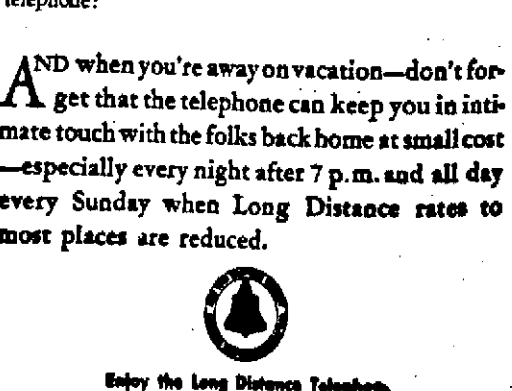 telephone?
AND when you're away on vacation—don't for-
get that the telephone can keep you in inti-
mate touch with the folks back home at small cost
—especially every night after 7 p.m. and all day
every Sunday when Long Distance rates to
most places are reduced.
Enjoy the Long Distance Telephone